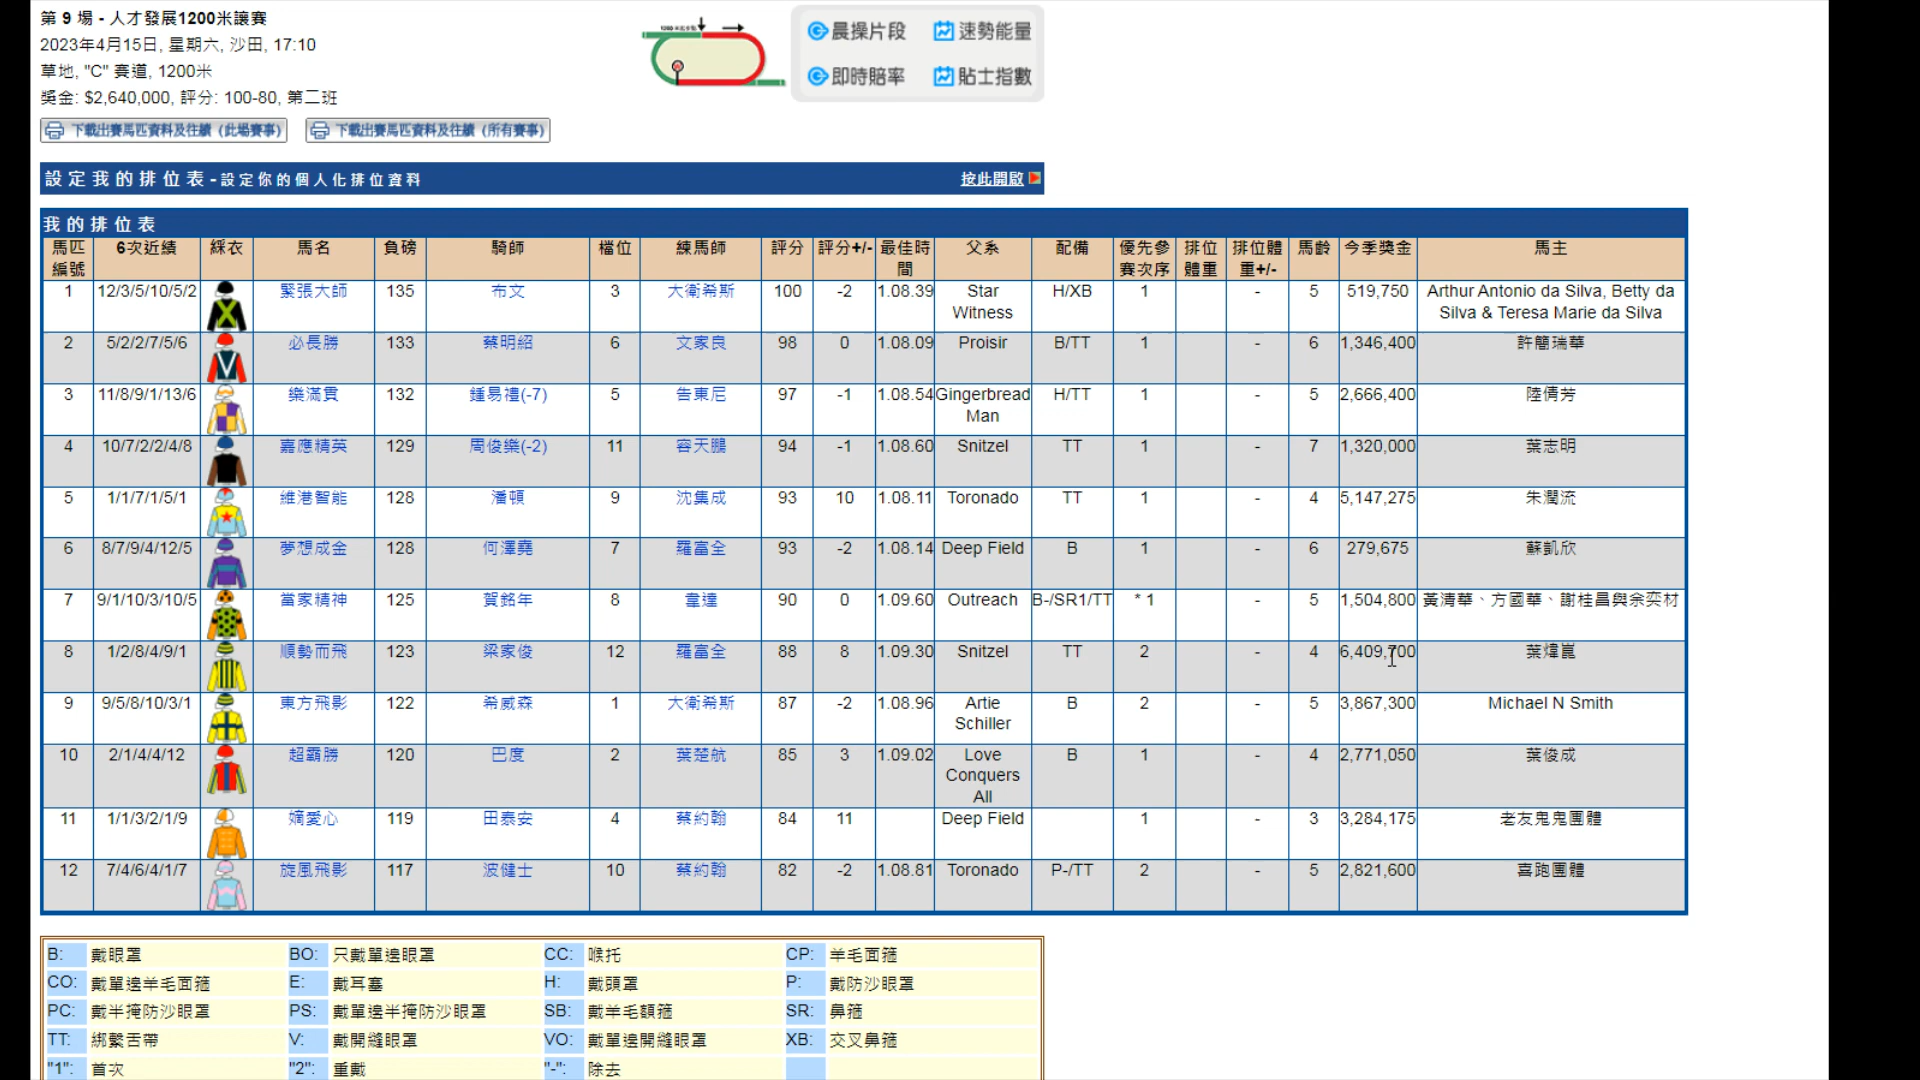 第 9 場 - 人才發展1200米讓賽
2023年4月15日, 星期六, 沙田, 17:10
草地, "C" 賽道, 1200米
獎金: $2,640,000, 評分: 100-80, 第二班
晨操片段 速勢能量
即時賠率 貼士指數
下載出賽馬匹資料及往績 (此場賽事) 下載出賽馬匹資料及往績 (所有賽事)
設定我的排位表-設定你的個人化排位資料 按此開啟
我的排位表
馬匹編號 6次近績 綵衣 馬名 負磅 騎師 檔位 練馬師 評分 評分+/- 最佳時間 父系 配備 優先參賽次序 排位體重 排位體重+/- 馬齡 今季獎金 馬主
1 12/3/5/10/5/2 緊張大師 135 布文 3 大衛希斯 100 -2 1.08.39 Star Witness H/XB 1 - 5 519,750 Arthur Antonio da Silva, Betty da Silva & Teresa Marie da Silva
2 5/2/2/7/5/6 必長勝 133 蔡明紹 6 文家良 98 0 1.08.09 Proisir B/TT 1 - 6 1,346,400 許簡瑞華
3 11/8/9/1/13/6 樂滿貫 132 鍾易禮(-7) 5 告東尼 97 -1 1.08.54 Gingerbread Man H/TT 1 - 5 2,666,400 陸倩芳
4 10/7/2/2/4/8 嘉應精英 129 周俊樂(-2) 11 容天鵬 94 -1 1.08.60 Snitzel TT 1 - 7 1,320,000 葉志明
5 1/1/7/1/5/1 維港智能 128 潘頓 9 沈集成 93 10 1.08.11 Toronado TT 1 - 4 5,147,275 朱潤流
6 8/7/9/4/12/5 夢想成金 128 何澤堯 7 羅富全 93 -2 1.08.14 Deep Field B 1 - 6 279,675 蘇凱欣
7 9/1/10/3/10/5 當家精神 125 賀銘年 8 韋達 90 0 1.09.60 Outreach B-/SR1/TT * 1 - 5 1,504,800 黃清華、方國華、謝桂昌與余奕材
8 1/2/8/4/9/1 順勢而飛 123 梁家俊 12 羅富全 88 8 1.09.30 Snitzel TT 2 - 4 6,409,700 葉煒崑
9 9/5/8/10/3/1 東方飛影 122 希威森 1 大衛希斯 87 -2 1.08.96 Artie Schiller B 2 - 5 3,867,300 Michael N Smith
10 2/1/4/4/12 超霸勝 120 巴度 2 葉楚航 85 3 1.09.02 Love Conquers All B 1 - 4 2,771,050 葉俊成
11 1/1/3/2/1/9 嫡愛心 119 田泰安 4 蔡約翰 84 11 Deep Field 1 - 3 3,284,175 老友鬼鬼團體
12 7/4/6/4/1/7 旋風飛影 117 波健士 10 蔡約翰 82 -2 1.08.81 Toronado P-/TT 2 - 5 2,821,600 喜跑團體
B: 戴眼罩 BO: 只戴單邊眼罩 CC: 喉托 CP: 羊毛面箍
CO: 戴單邊羊毛面箍 E: 戴耳塞 H: 戴頭罩 P: 戴防沙眼罩
PC: 戴半掩防沙眼罩 PS: 戴單邊半掩防沙眼罩 SB: 戴羊毛額箍 SR: 鼻箍
TT: 綁繫舌帶 V: 戴開縫眼罩 VO: 戴單邊開縫眼罩 XB: 交叉鼻箍
"1": 首次 "2": 重戴 "-": 除去